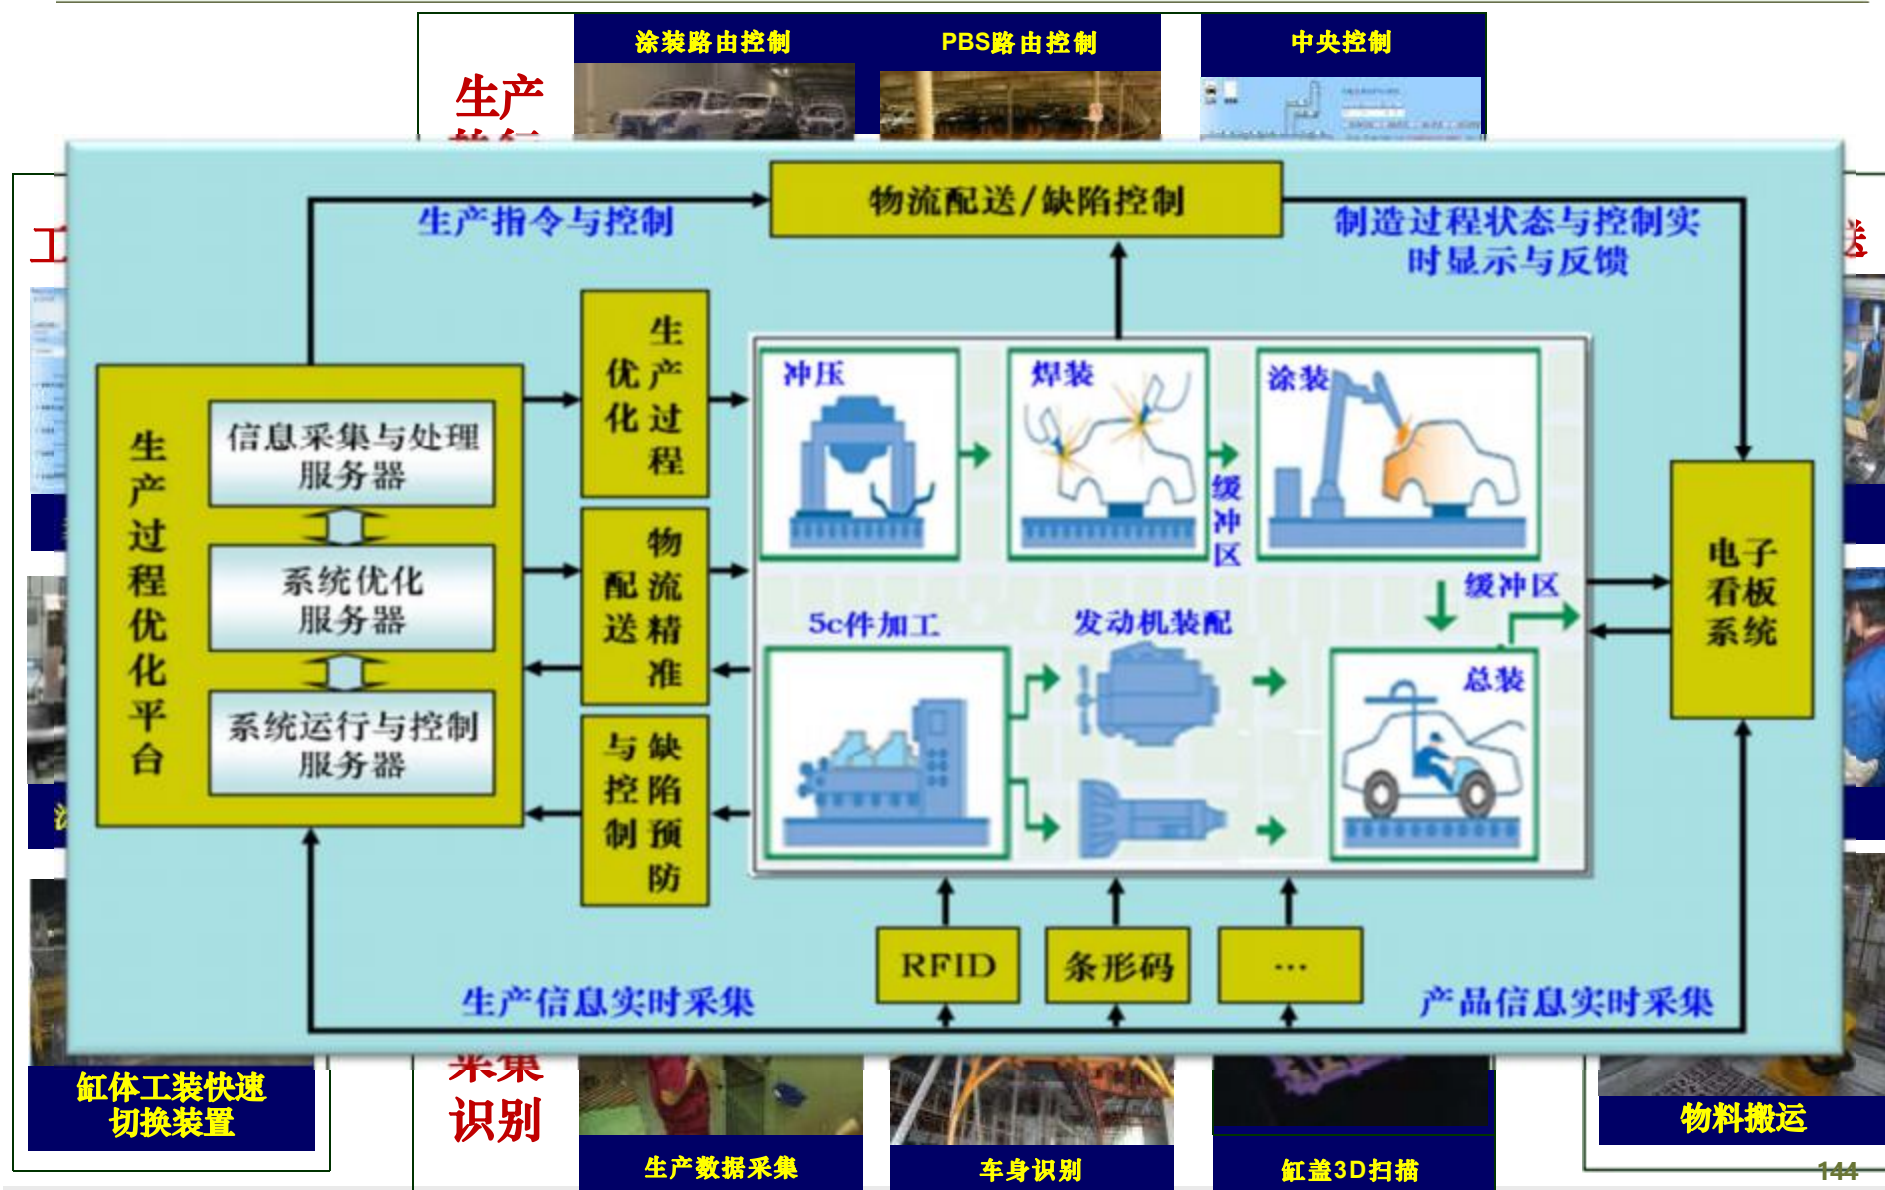 涂装路由控制
PBS路由控制
中央控制
生产
执行
物流配送/缺陷控制
生产指令与控制
制造过程状态与控制实
时显示与反馈
工
送
生产过程优化平台
信息采集与处理
服务器
系统优化
服务器
系统运行与控制
服务器
生产过程
优化
物流精准
配送
缺陷预防
与控制
冲压
焊装
涂装
缓冲区
缓冲区
5c件加工
发动机装配
总装
电子
看板
系统
RFID
条形码
...
生产信息实时采集
产品信息实时采集
采集
识别
缸体工装快速
切换装置
生产数据采集
车身识别
缸盖3D扫描
物料搬运
144